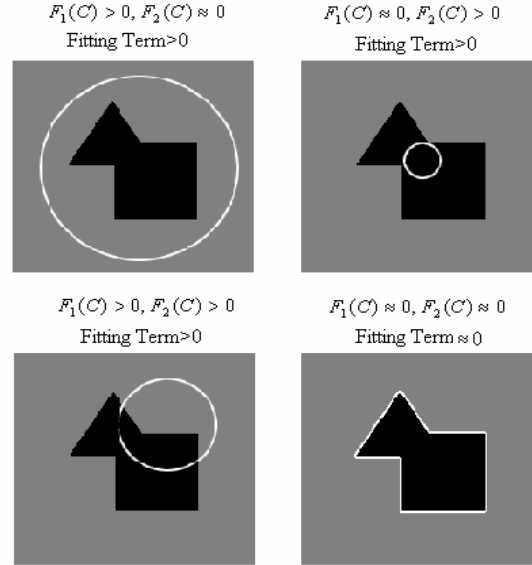 F₁(C) > 0, F₂(C) ≈ 0
Fitting Term>0
F₁(C) ≈ 0, F₂(C) > 0
Fitting Term>0
F₁(C) > 0, F₂(C) > 0
Fitting Term>0
F₁(C) ≈ 0, F₂(C) ≈ 0
Fitting Term ≈ 0